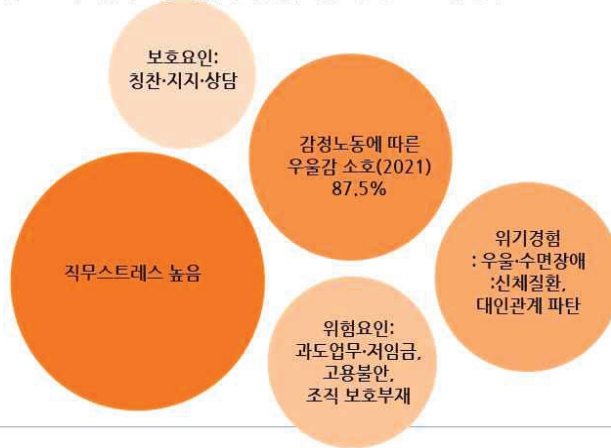 보호요인:
칭찬·지지·상담
감정노동에 따른
우울감 소호(2021)
87.5%
직무스트레스 높음
위기경험
: 우울·수면장애
:신체질환,
대인관계 파탄
위험요인:
과도업무·저임금,
고용불안,
조직 보호부재